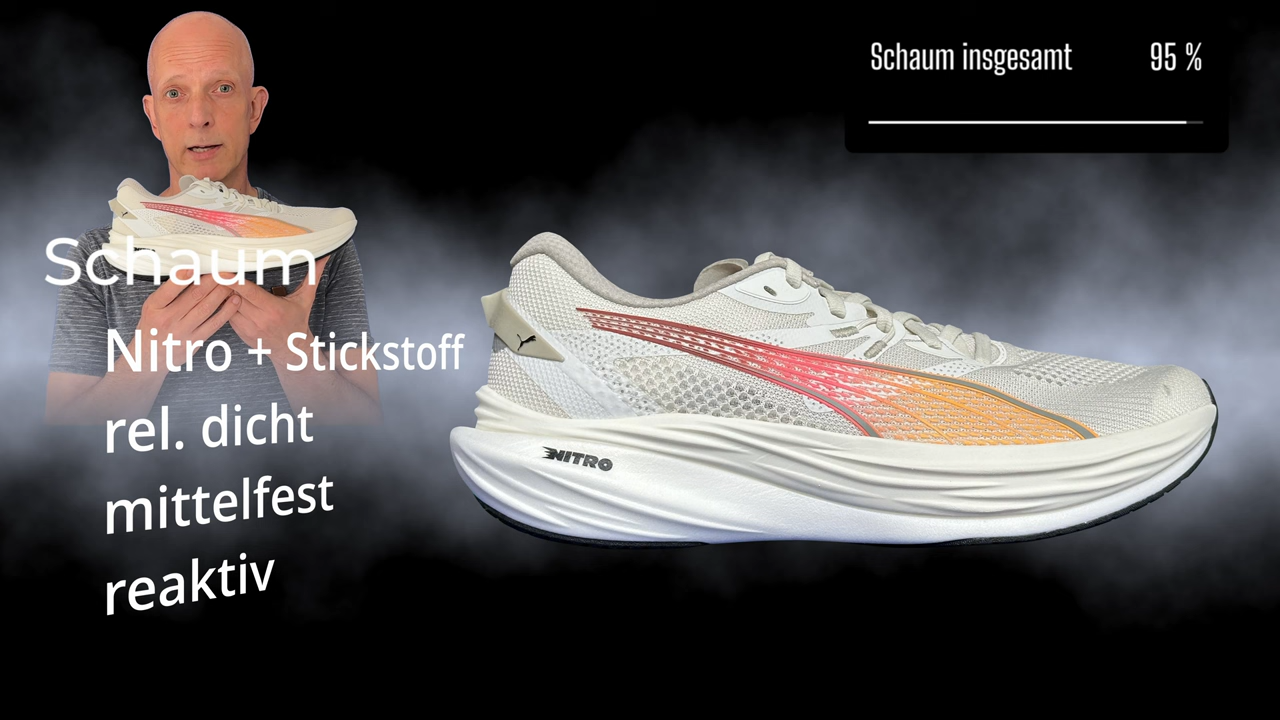 Schaum insgesamt 95 %
Schaum
Nitro + Stickstoff
rel. dicht
mittelfest
reaktiv
NITRO